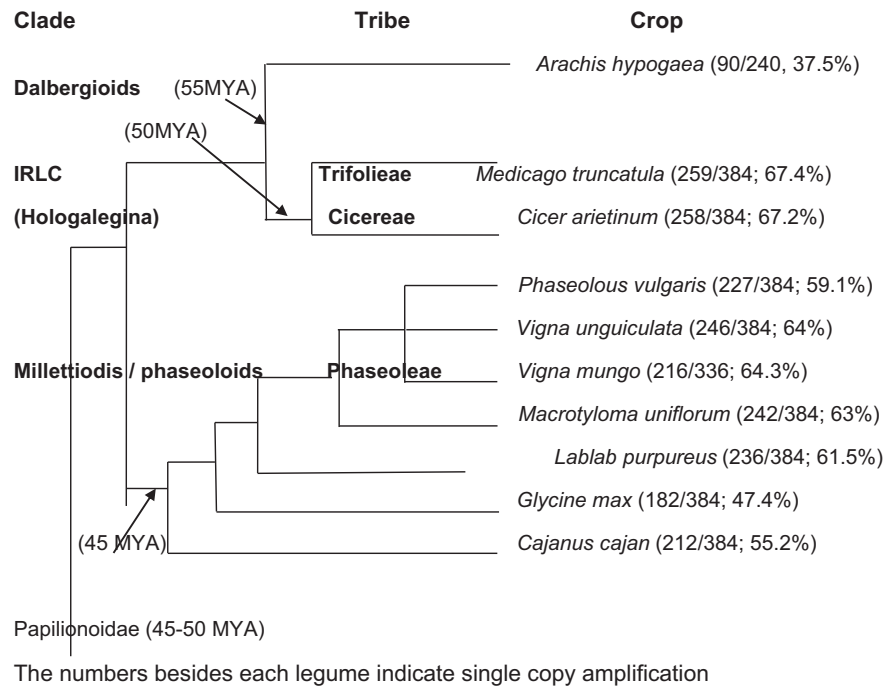 Clade Tribe Crop
Arachis hypogaea (90/240, 37.5%)
Dalbergioids (55MYA)
(50MYA)
IRLC Trifolieae Medicago truncatula (259/384; 67.4%)
(Hologalegina) Cicereae Cicer arietinum (258/384; 67.2%)
Phaseolous vulgaris (227/384; 59.1%)
Vigna unguiculata (246/384; 64%)
Millettiodis / phaseoloids Phaseoleae Vigna mungo (216/336; 64.3%)
Macrotyloma uniflorum (242/384; 63%)
Lablab purpureus (236/384; 61.5%)
Glycine max (182/384; 47.4%)
(45 MYA) Cajanus cajan (212/384; 55.2%)
Papilionoidae (45-50 MYA)
The numbers besides each legume indicate single copy amplification